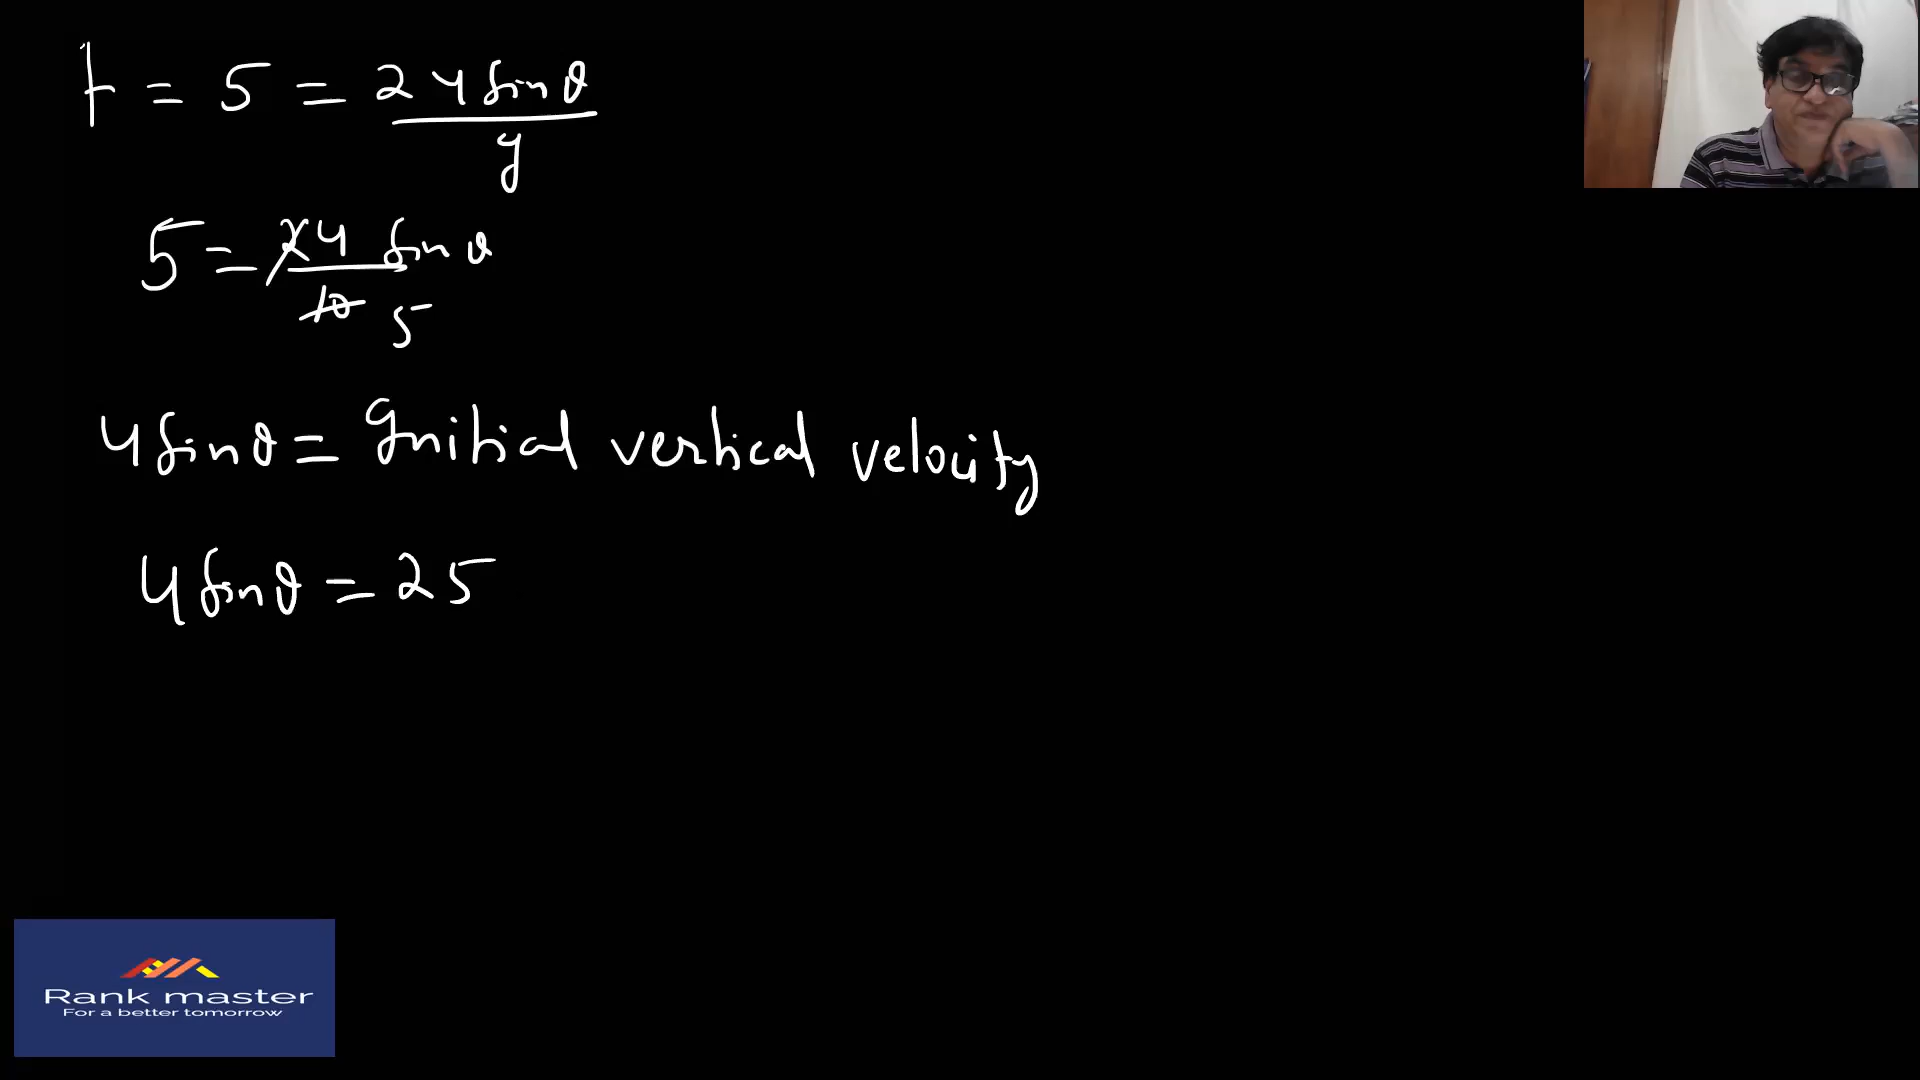 t = 5 = 2u sinθ
g
5 = 2u sinθ
10 5
u sinθ = Initial vertical velocity
u sinθ = 25
Rank master
For a better tomorrow